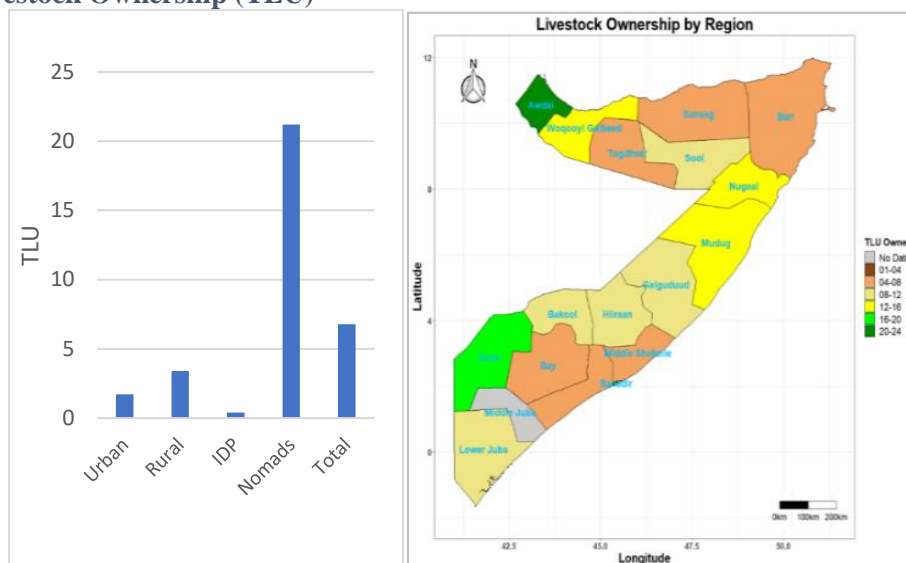 estock Ownership (TLU)
25
20
15
10
5
0
TLU
Urban
Rural
IDP
Nomads
Total
Livestock Ownership by Region
N
12
8
4
0
Latitude
Awdal
Woqooyi Galbeed
Togdheer
Sanaag
Bari
Sool
Nugaal
Mudug
Galguduud
Hiiraan
Bakool
Middle Shabelle
Bay
Middle Juba
Lower Juba
TLU Owne
No Dat
01-04
04-08
08-12
12-16
16-20
20-24
0km 100km 200km
42.5 45.0 47.5 50.0
Longitude